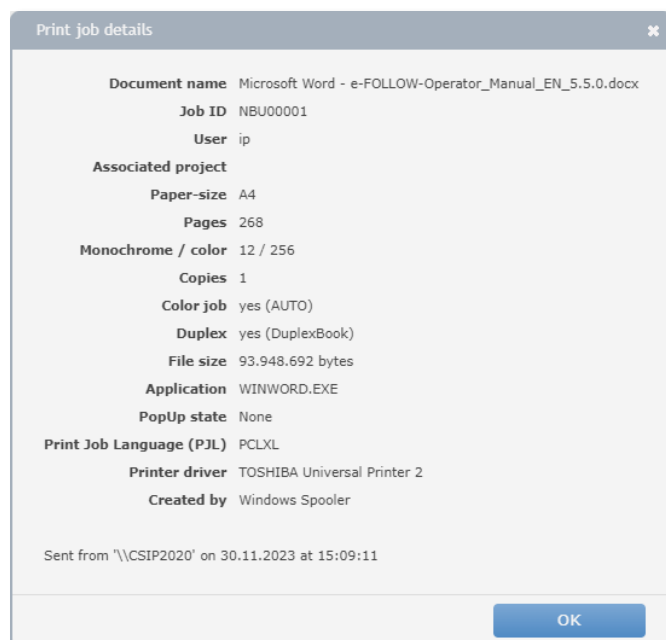 Print job details
Document name Microsoft Word - e-FOLLOW-Operator_Manual_EN_5.5.0.docx
Job ID NBU00001
User ip
Associated project
Paper-size A4
Pages 268
Monochrome / color 12 / 256
Copies 1
Color job yes (AUTO)
Duplex yes (DuplexBook)
File size 93.948.692 bytes
Application WINWORD.EXE
PopUp state None
Print Job Language (PJL) PCLXL
Printer driver TOSHIBA Universal Printer 2
Created by Windows Spooler
Sent from '\\CSIP2020' on 30.11.2023 at 15:09:11
OK